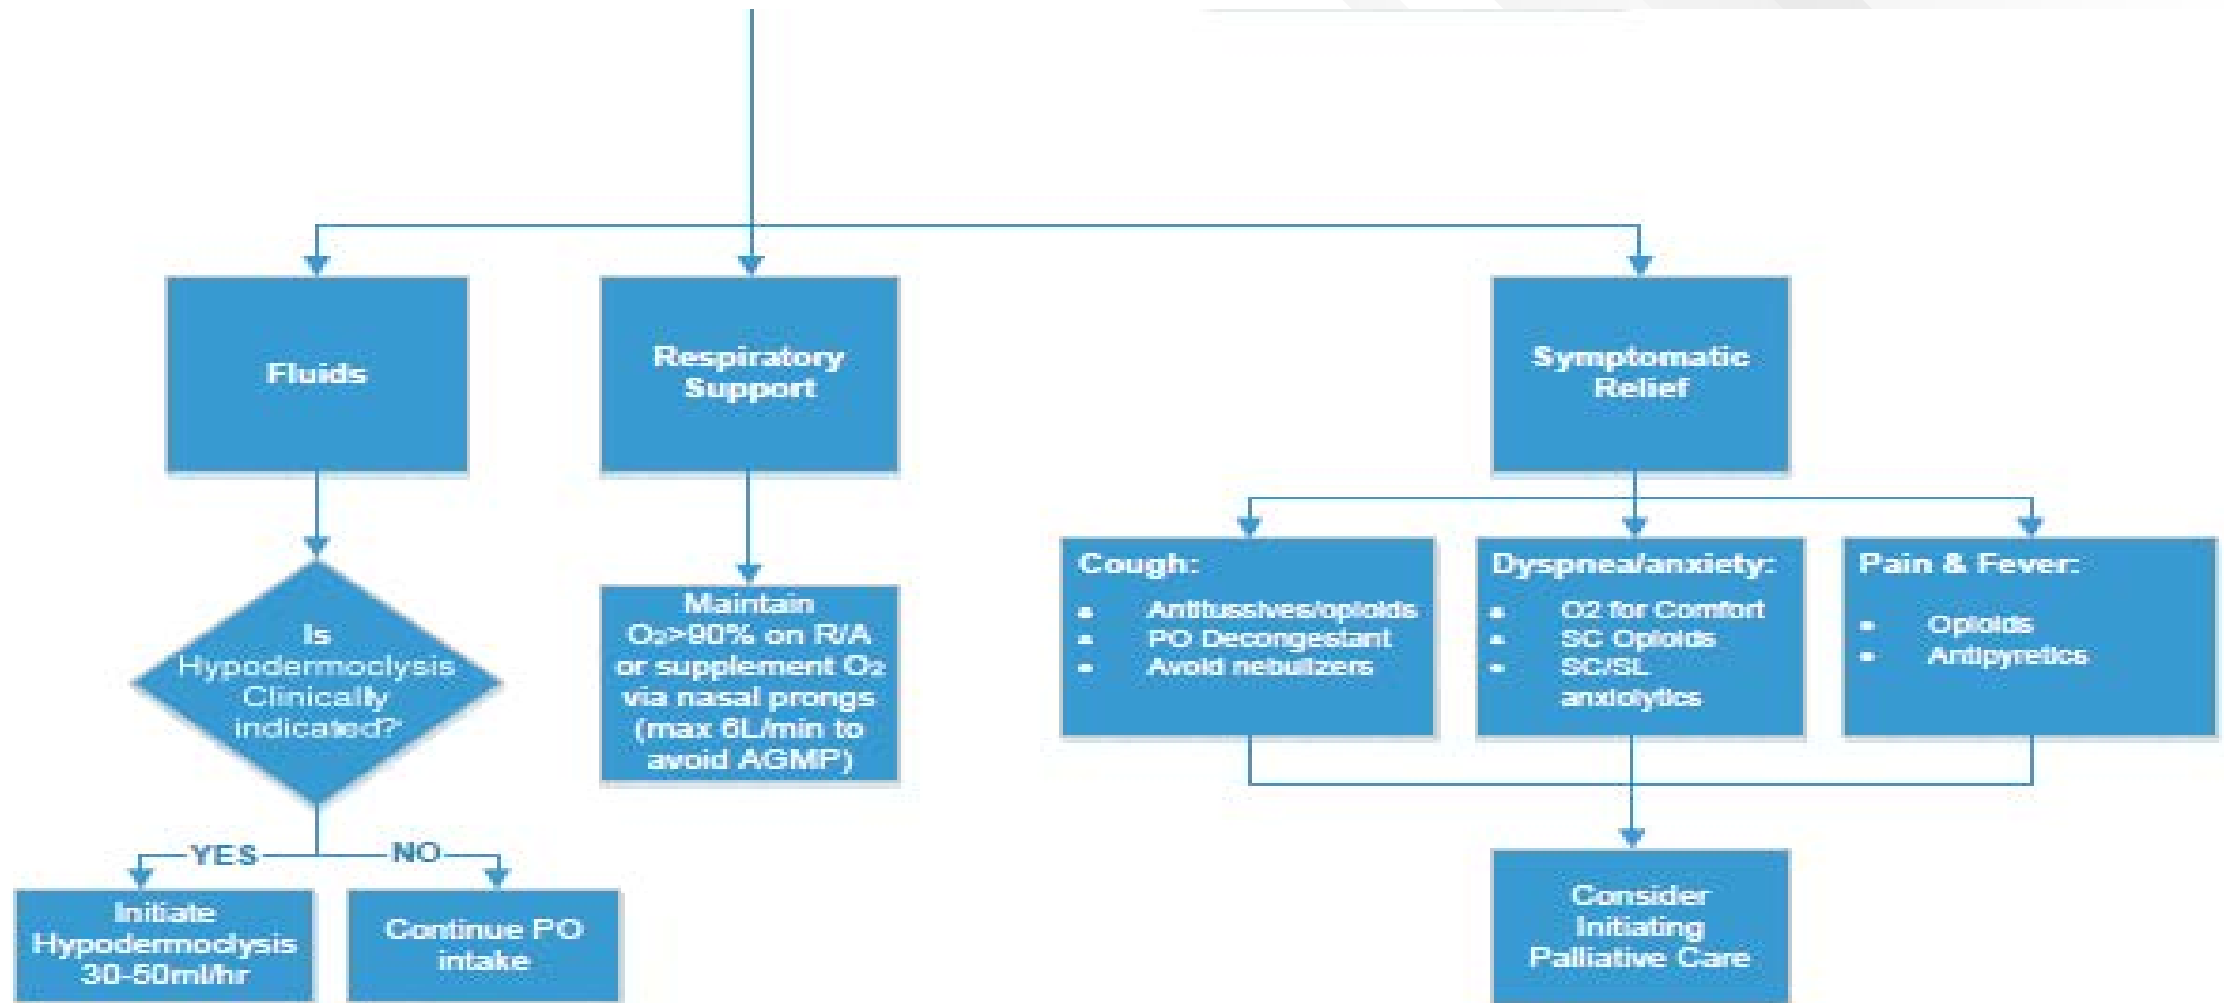 Fluids
Respiratory
Support
Symptomatic
Relief
Is
Hypodermoclysis
Clinically
indicated?*
Maintain
O₂>90% on R/A
or supplement O₂
via nasal prongs
(max 6L/min to
avoid AGMP)
Cough:
• Antitussives/opioids
• PO Decongestant
• Avoid nebulizers
Dyspnea/anxiety:
• O2 for Comfort
• SC Opioids
• SC/SL
anxiolytics
Pain & Fever:
• Opioids
• Antipyretics
YES
NO
Initiate
Hypodermoclysis
30-50ml/hr
Continue PO
intake
Consider
Initiating
Palliative Care